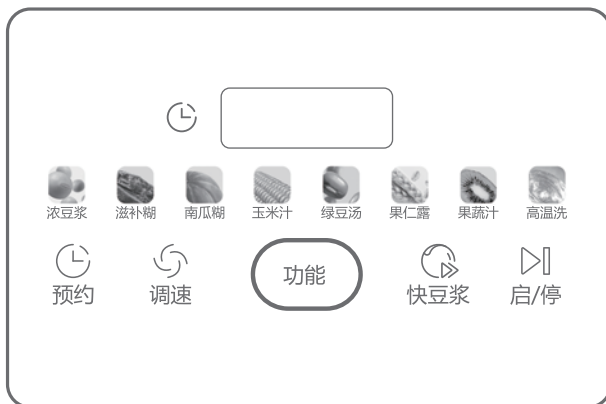 浓豆浆 滋补糊 南瓜糊 玉米汁 绿豆汤 果仁露 果蔬汁 高温洗
预约 调速 功能 快豆浆 启/停